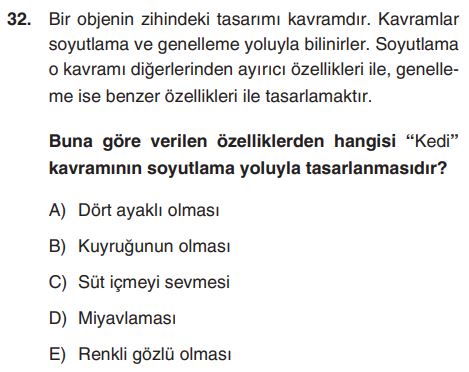 32. Bir objenin zihindeki tasarımı kavramdır. Kavramlar
soyutlama ve genelleme yoluyla bilinirler. Soyutlama
o kavramı diğerlerinden ayırıcı özellikleri ile, genelle-
me ise benzer özellikleri ile tasarlamaktır.
Buna göre verilen özelliklerden hangisi “Kedi”
kavramının soyutlama yoluyla tasarlanmasıdır?
A) Dört ayaklı olması
B) Kuyruğunun olması
C) Süt içmeyi sevmesi
D) Miyavlaması
E) Renkli gözlü olması